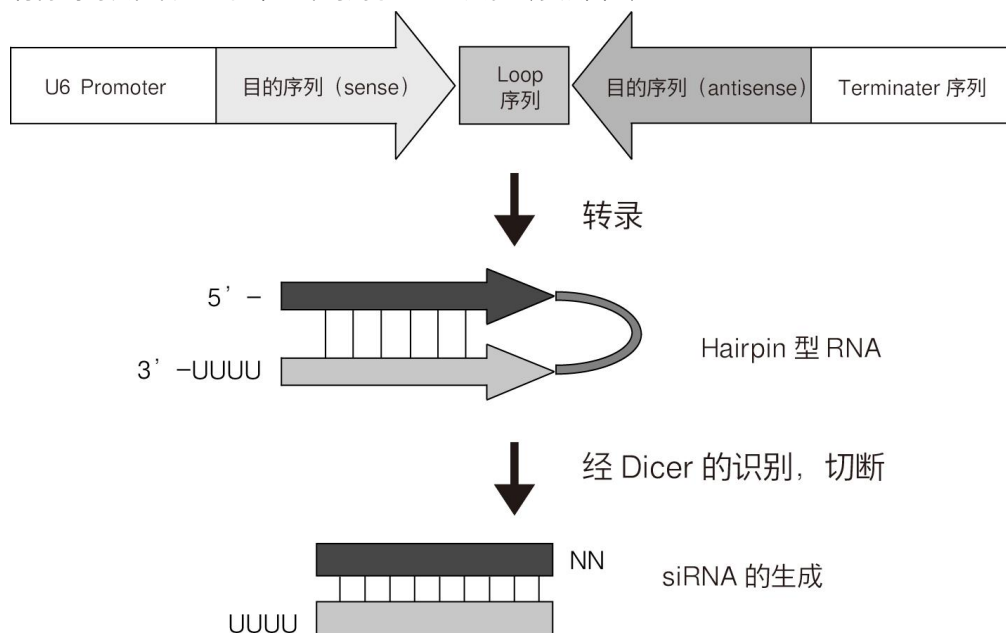 U6 Promoter
目的序列（sense）
Loop
序列
目的序列（antisense）
Terminater 序列
转录
5’ -
3’ -UUUU
Hairpin 型 RNA
经 Dicer 的识别，切断
NN
siRNA 的生成
UUUU